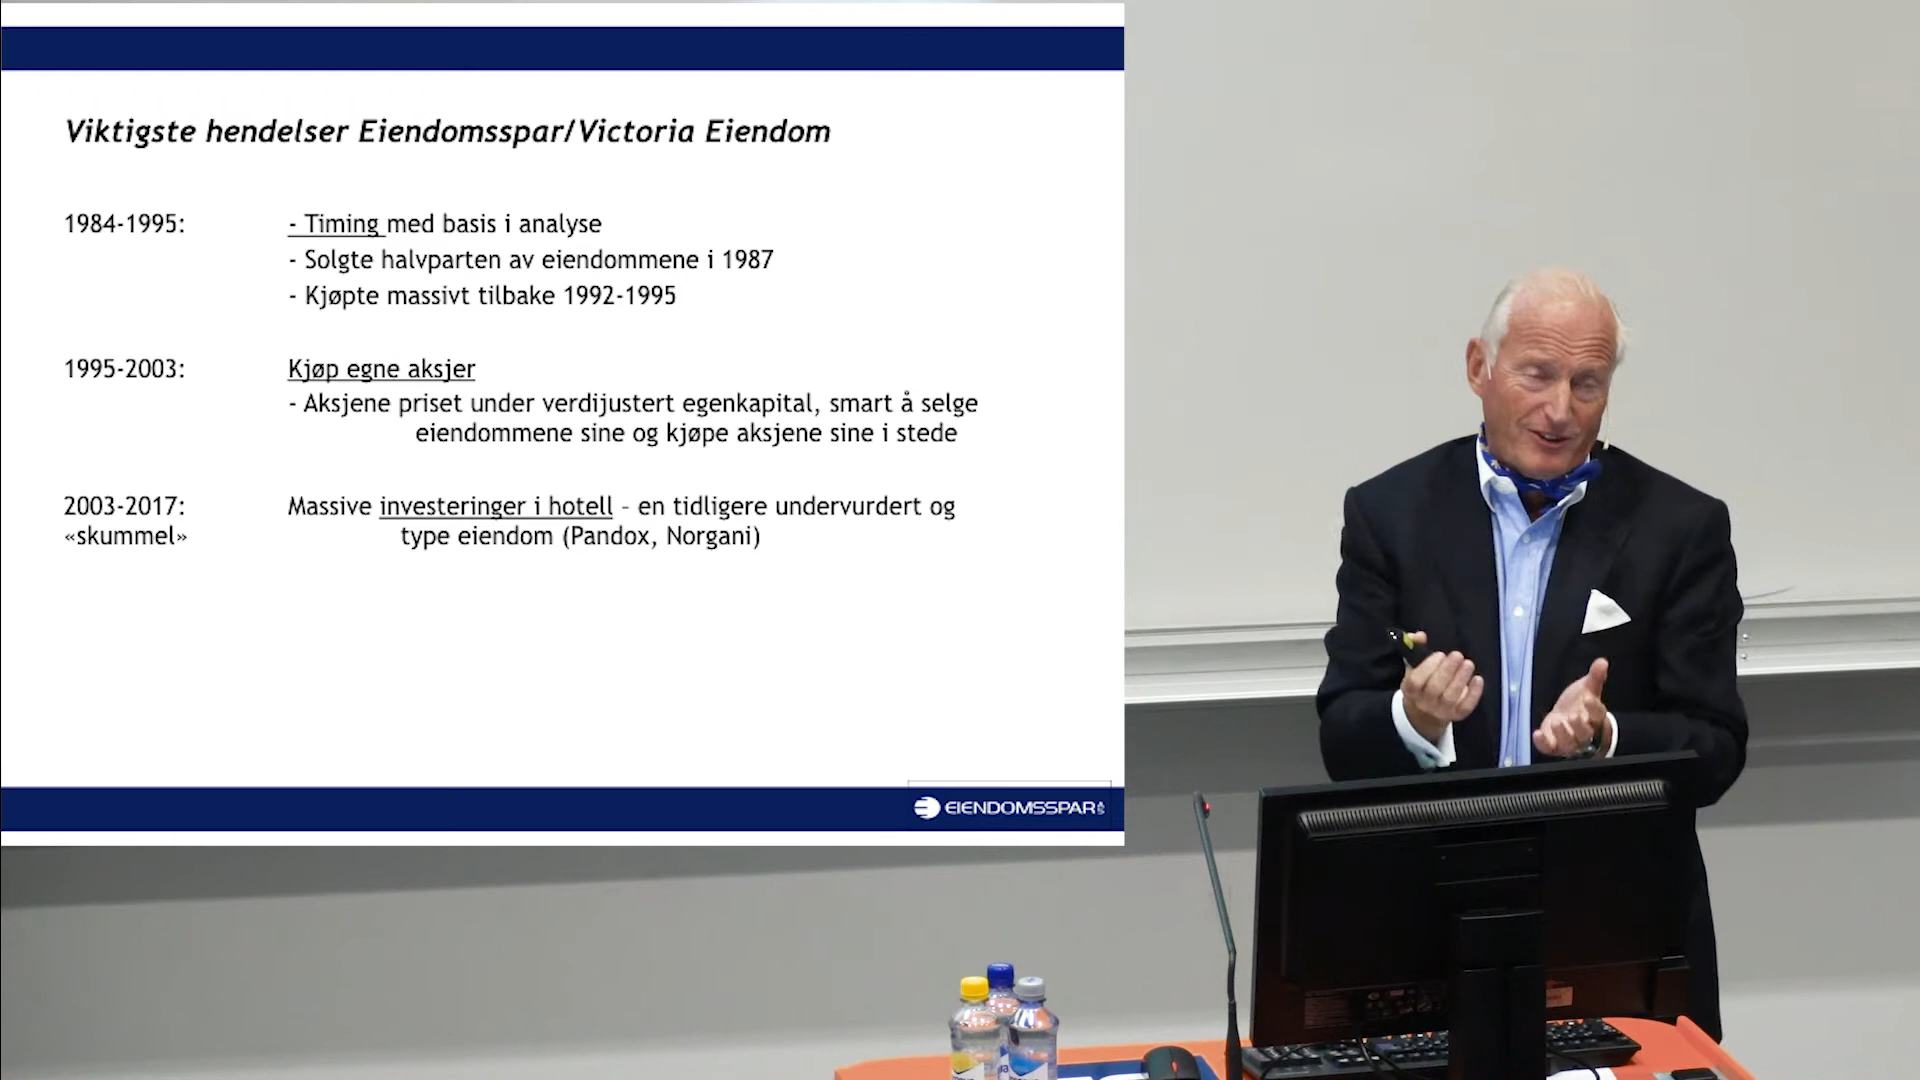 Viktigste hendelser Eiendomsspar/Victoria Eiendom
1984-1995: - Timing med basis i analyse
- Solgte halvparten av eiendommene i 1987
- Kjøpte massivt tilbake 1992-1995
1995-2003: Kjøp egne aksjer
- Aksjene priset under verdijustert egenkapital, smart å selge
eiendommene sine og kjøpe aksjene sine i stede
2003-2017: Massive investeringer i hotell – en tidligere undervurdert og
«skummel» type eiendom (Pandox, Norgani)
EIENDOMSSPAR AS